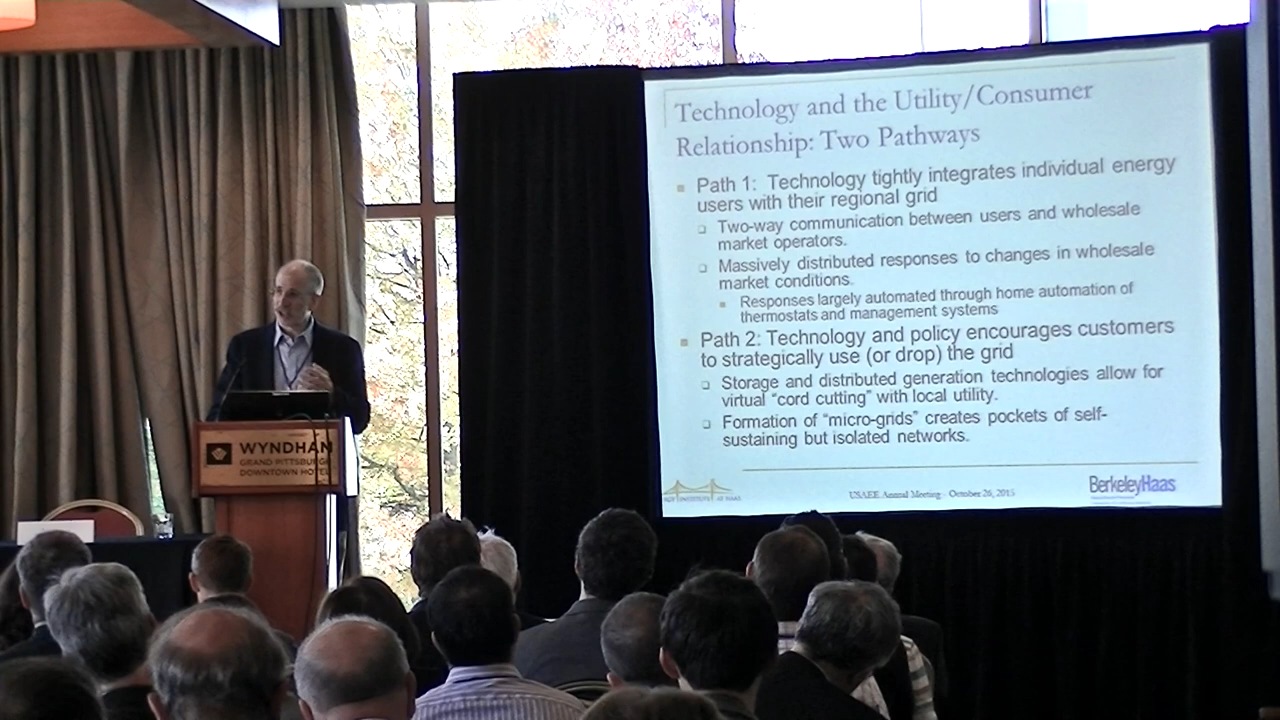 Technology and the Utility/Consumer
Relationship: Two Pathways
Path 1: Technology tightly integrates individual energy
users with their regional grid
Two-way communication between users and wholesale
market operators.
Massively distributed responses to changes in wholesale
market conditions.
Responses largely automated through home automation of
thermostats and management systems
Path 2: Technology and policy encourages customers
to strategically use (or drop) the grid
Storage and distributed generation technologies allow for
virtual "cord cutting" with local utility.
Formation of "micro-grids" creates pockets of self-
sustaining but isolated networks.
INSTITUTE AT HAAS
USAEE Annual Meeting - October 26, 2015
BerkeleyHaas
WYNDHAM
GRAND PITTSBURGH
DOWNTOWN HOTEL